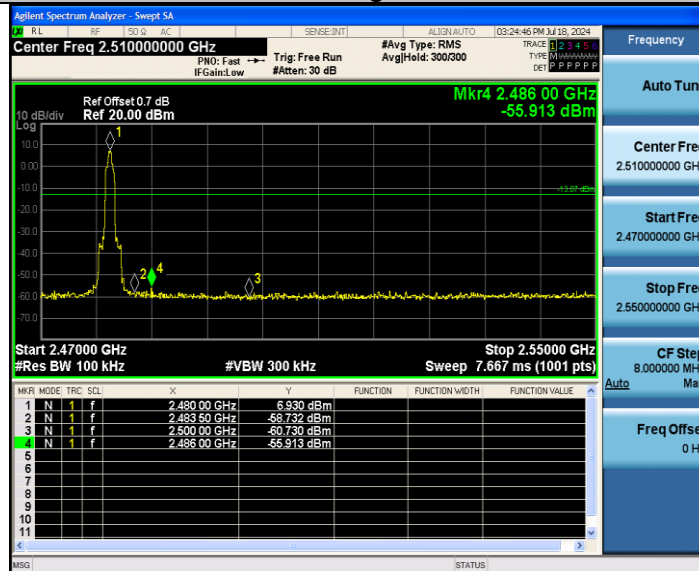 Agilent Spectrum Analyzer - Swept SA
RL RF 50 Ω AC SENSE:INT ALIGN AUTO 03:24:46 PM Jul 18, 2024
Center Freq 2.510000000 GHz #Avg Type: RMS TRACE 1 2 3 4 5 6
PNO: Fast Trig: Free Run Avg|Hold: 300/300 TYPE M
IFGain:Low #Atten: 30 dB DET P P P P P P
Frequency
Mkr4 2.486 00 GHz
Ref Offset 0.7 dB
10 dB/div Ref 20.00 dBm -55.913 dBm
Log
10.0
0.00
-10.0
-13.07 dBm
-20.0
-30.0
-40.0
-50.0
-60.0
-70.0
1
2
4
3
Start 2.47000 GHz Stop 2.55000 GHz
#Res BW 100 kHz #VBW 300 kHz Sweep 7.667 ms (1001 pts)
MKR MODE TRC SCL X Y FUNCTION FUNCTION WIDTH FUNCTION VALUE
1 N 1 f 2.480 00 GHz 6.930 dBm
2 N 1 f 2.483 50 GHz -58.732 dBm
3 N 1 f 2.500 00 GHz -60.730 dBm
4 N 1 f 2.486 00 GHz -55.913 dBm
5
6
7
8
9
10
11
MSG STATUS
Auto Tun
Center Fre
2.510000000 GH
Start Fre
2.470000000 GH
Stop Fre
2.550000000 GH
CF Ste
8.000000 MH
Auto Ma
Freq Offse
0 H